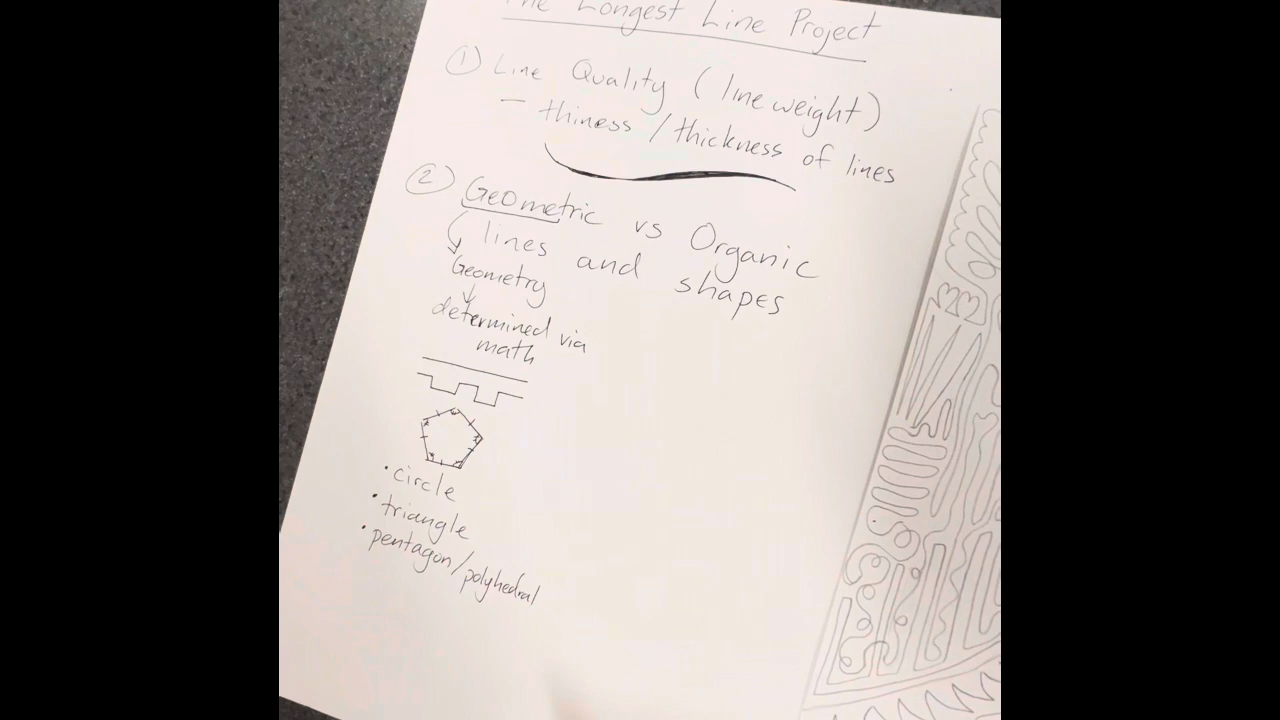 The Longest Line Project
① Line Quality (line weight)
– thiness / thickness of lines
② Geometric vs Organic
lines and shapes
Geometry
determined via
math
• circle
• triangle
• pentagon/polyhedral